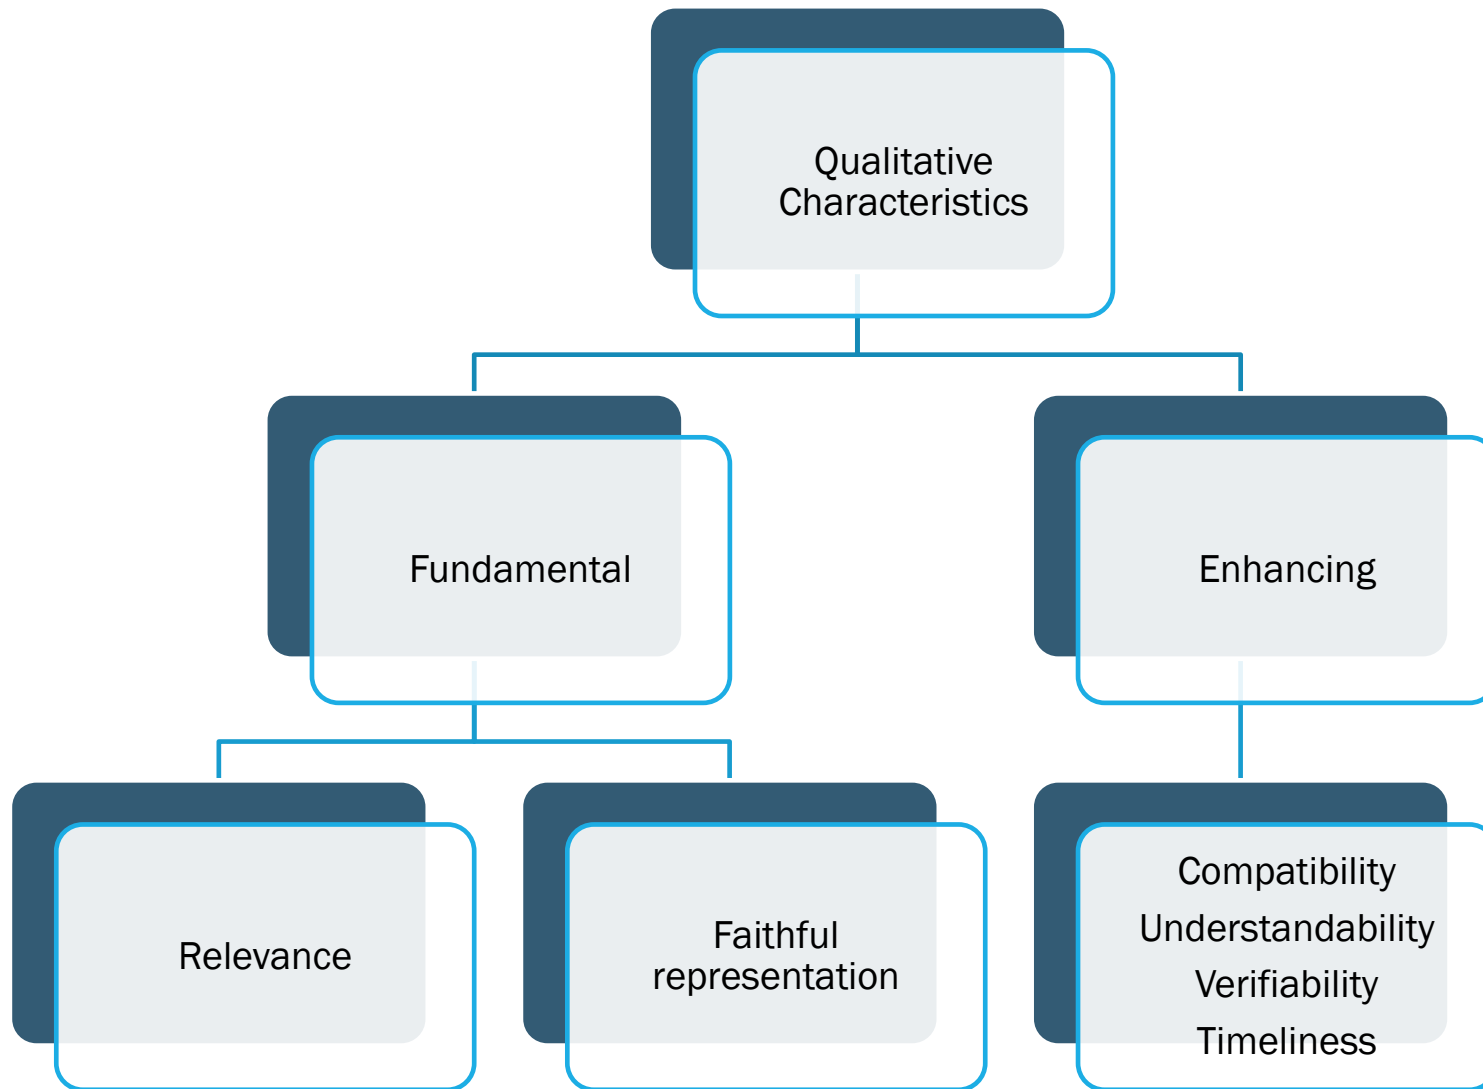 Qualitative
Characteristics
Fundamental
Enhancing
Relevance
Faithful
representation
Compatibility
Understandability
Verifiability
Timeliness